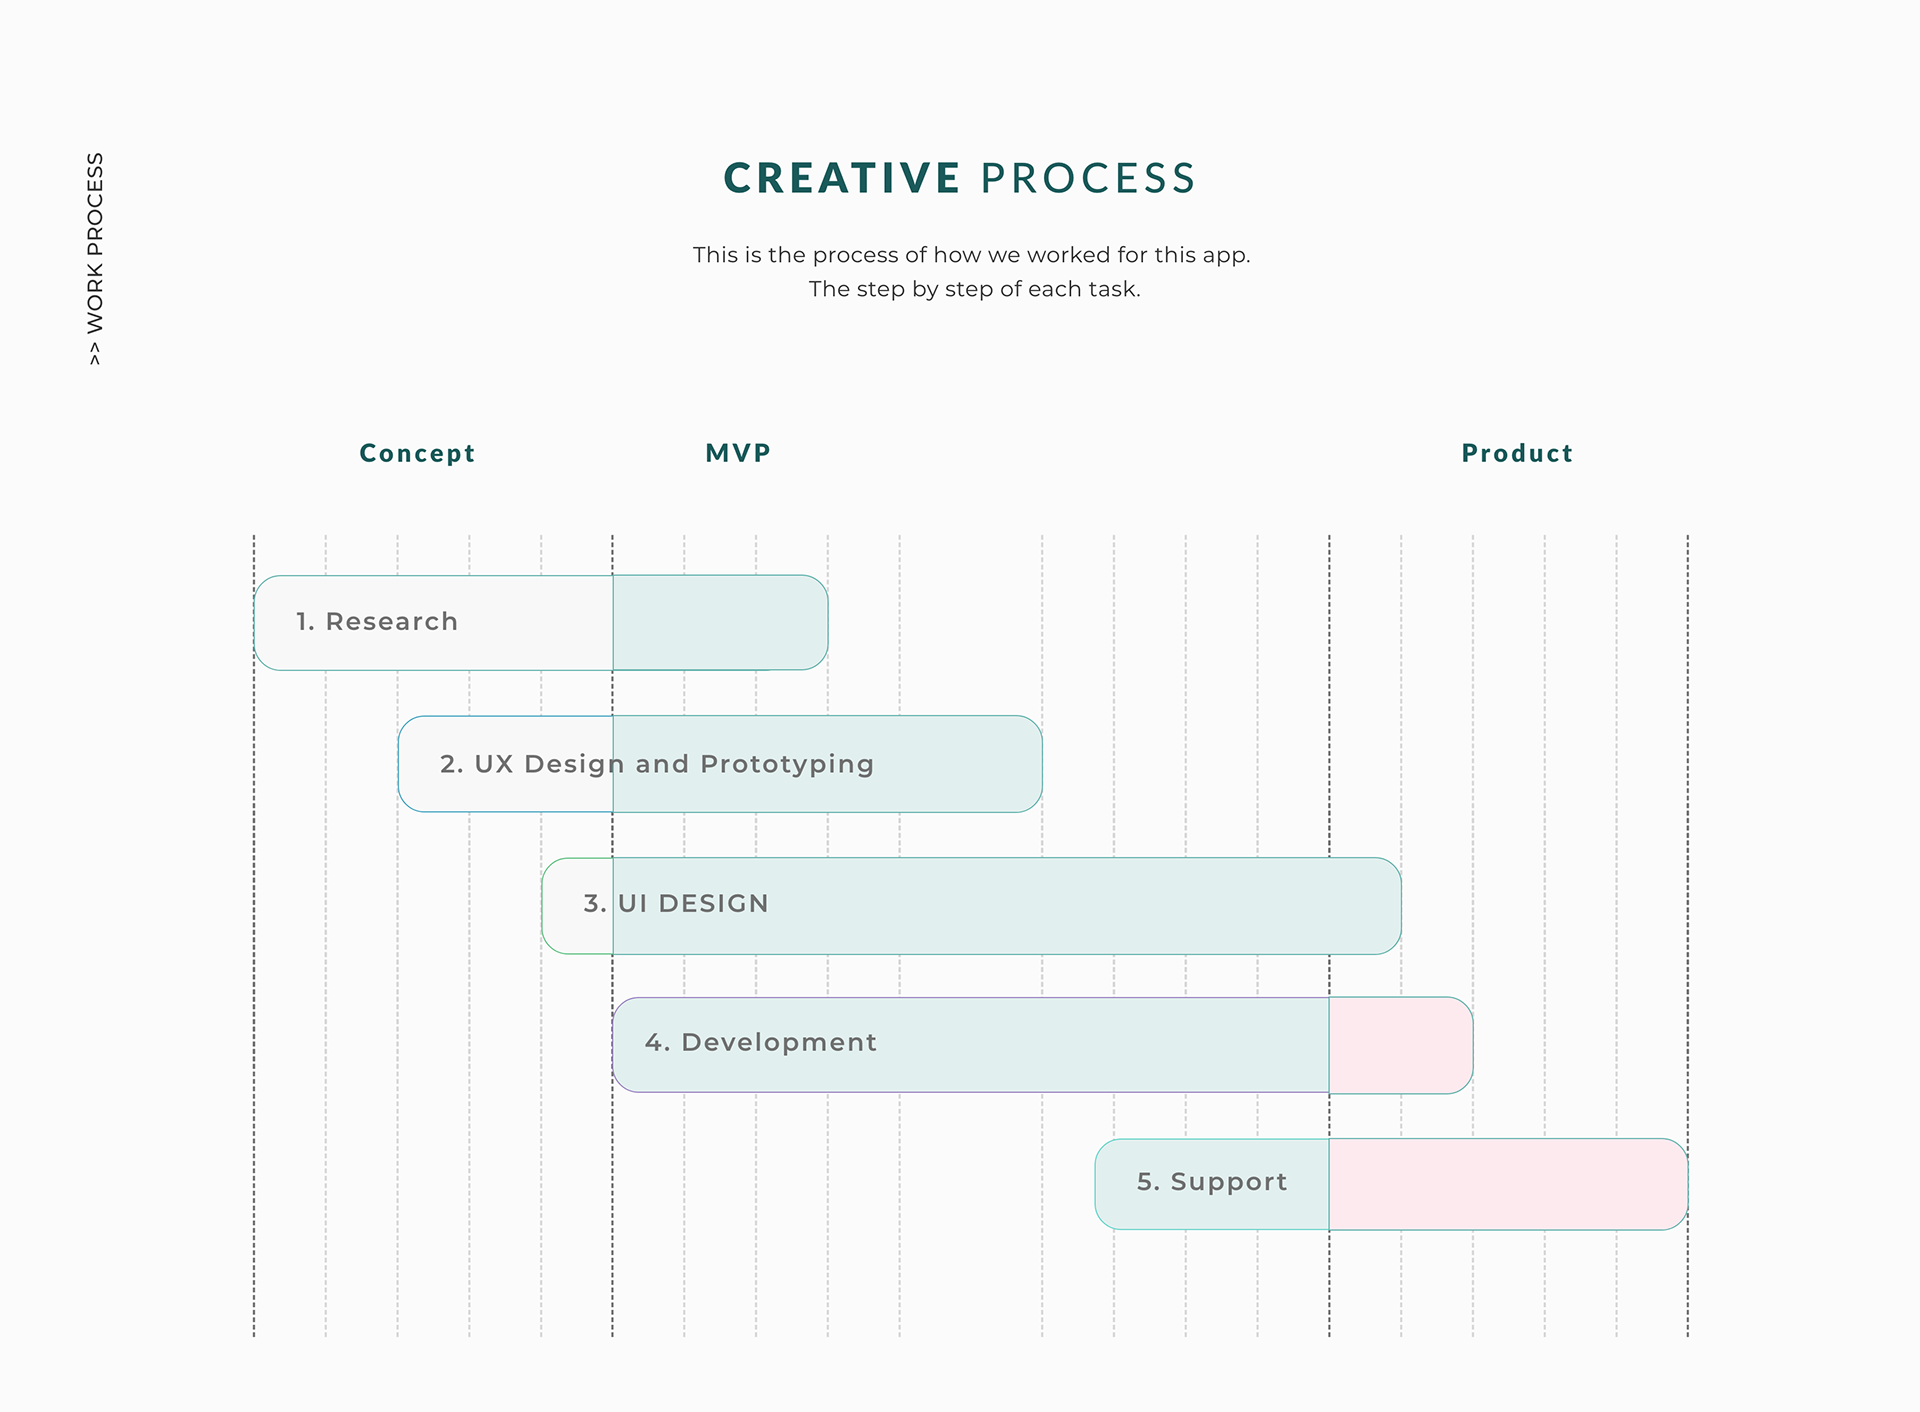 >> WORK PROCESS
CREATIVE PROCESS
This is the process of how we worked for this app.
The step by step of each task.
Concept
MVP
Product
1. Research
2. UX Design and Prototyping
3. UI DESIGN
4. Development
5. Support